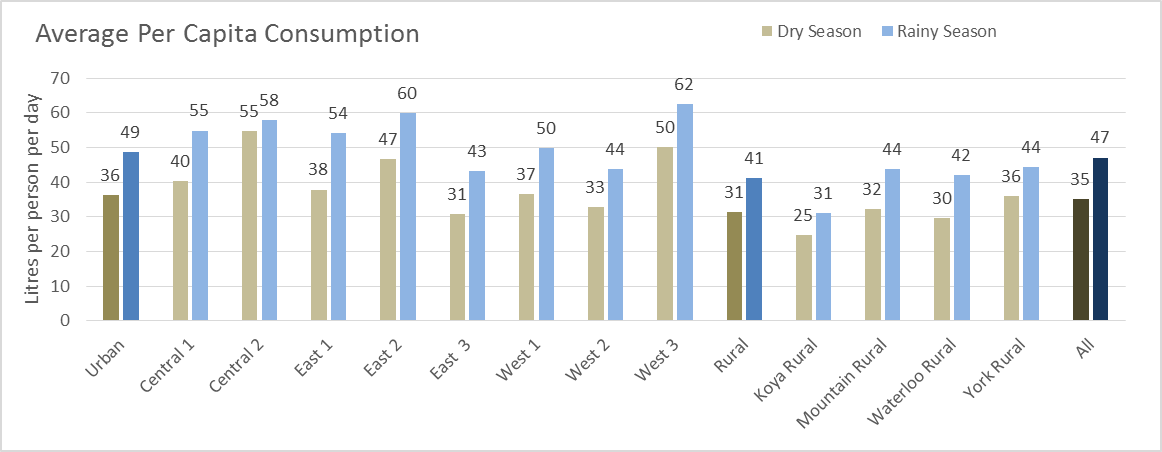 Average Per Capita Consumption
Dry Season
Rainy Season
Litres per person per day
70
60
50
40
30
20
10
0
36 49
40 55
55 58
38 54
47 60
31 43
37 50
33 44
50 62
31 41
25 31
32 44
30 42
36 44
35 47
Urban
Central 1
Central 2
East 1
East 2
East 3
West 1
West 2
West 3
Rural
Koya Rural
Mountain Rural
Waterloo Rural
York Rural
All